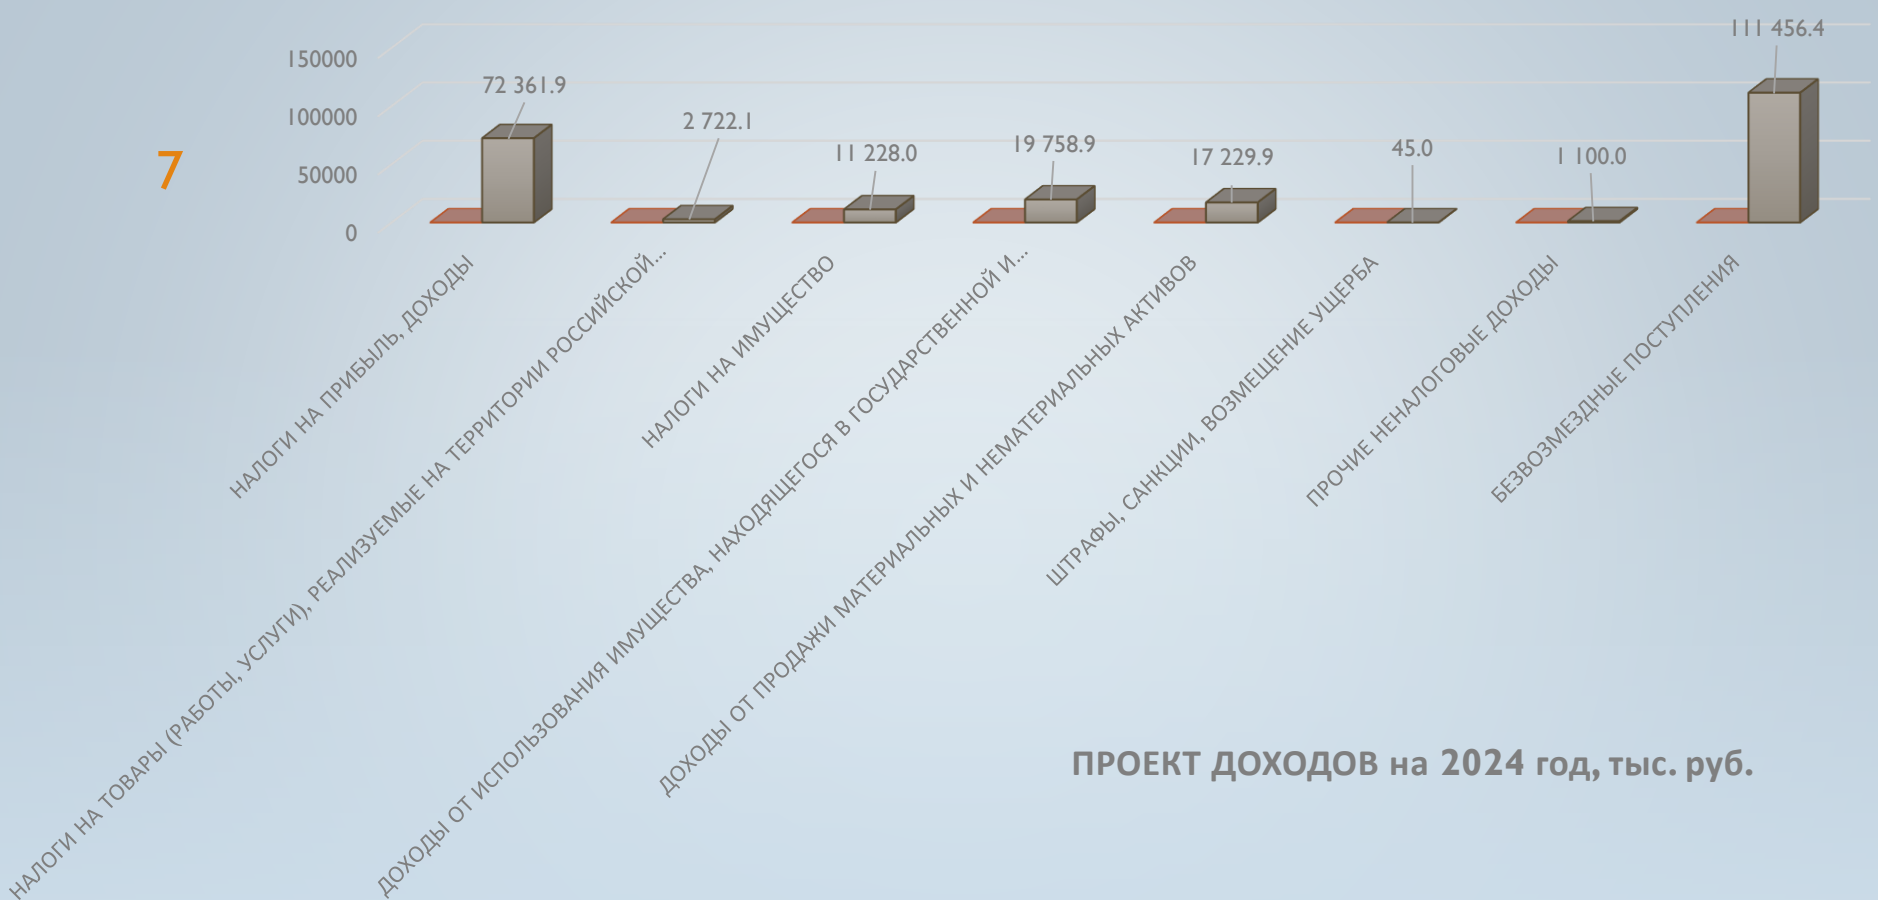 7
150000
100000
50000
0
72 361.9
2 722.1
11 228.0
19 758.9
17 229.9
45.0
1 100.0
111 456.4
НАЛОГИ НА ПРИБЫЛЬ, ДОХОДЫ
НАЛОГИ НА ТОВАРЫ (РАБОТЫ, УСЛУГИ), РЕАЛИЗУЕМЫЕ НА ТЕРРИТОРИИ РОССИЙСКОЙ…
НАЛОГИ НА ИМУЩЕСТВО
ДОХОДЫ ОТ ИСПОЛЬЗОВАНИЯ ИМУЩЕСТВА, НАХОДЯЩЕГОСЯ В ГОСУДАРСТВЕННОЙ И…
ДОХОДЫ ОТ ПРОДАЖИ МАТЕРИАЛЬНЫХ И НЕМАТЕРИАЛЬНЫХ АКТИВОВ
ШТРАФЫ, САНКЦИИ, ВОЗМЕЩЕНИЕ УЩЕРБА
ПРОЧИЕ НЕНАЛОГОВЫЕ ДОХОДЫ
БЕЗВОЗМЕЗДНЫЕ ПОСТУПЛЕНИЯ
ПРОЕКТ ДОХОДОВ на 2024 год, тыс. руб.